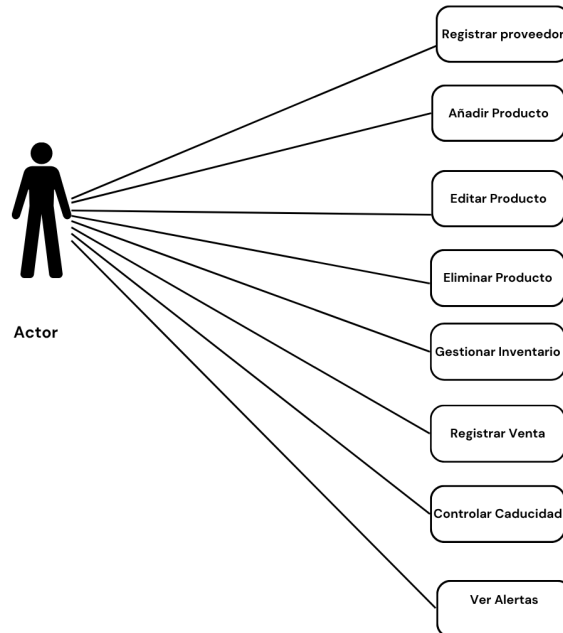 Registrar proveedor
Añadir Producto
Editar Producto
Eliminar Producto
Actor
Gestionar Inventario
Registrar Venta
Controlar Caducidad
Ver Alertas